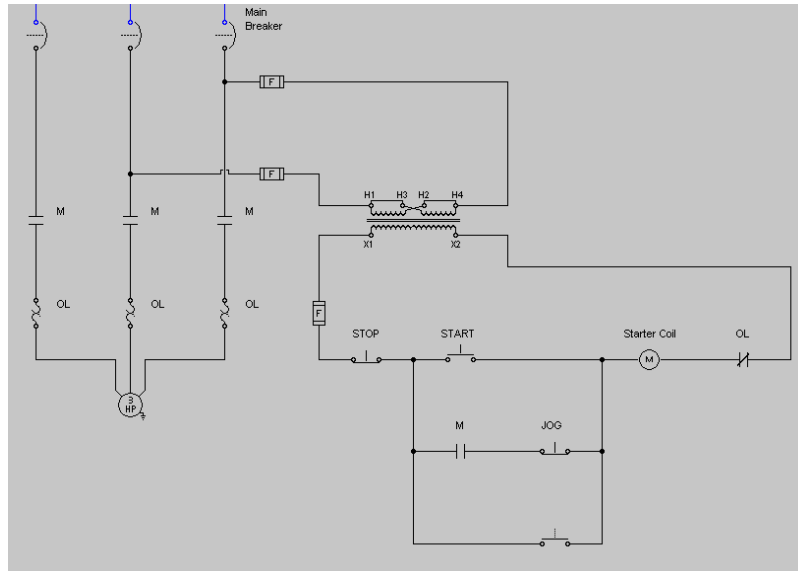 Main
Breaker
F
F
H1 H3 H2 H4
M M M
X1 X2
OL OL OL
F
STOP START Starter Coil OL
M
3
HP
M JOG